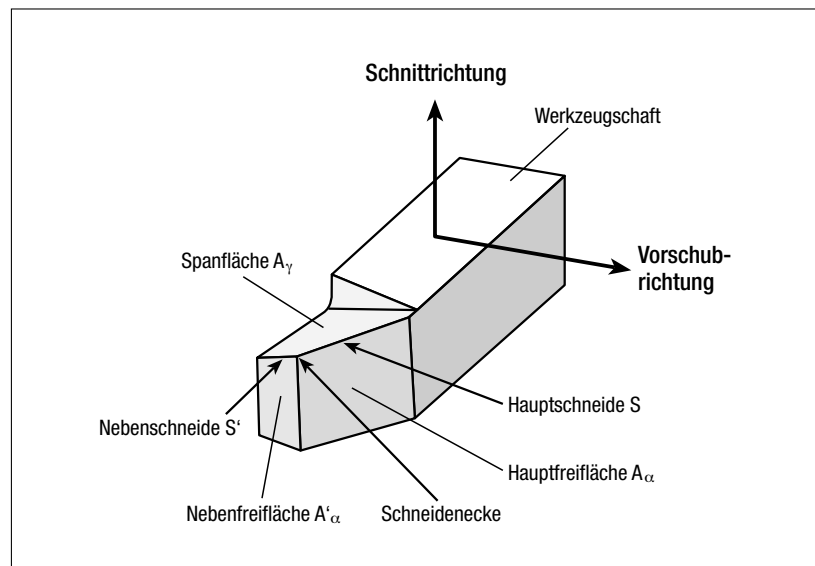 Schnittrichtung
Werkzeugschaft
Spanfläche Aγ
Vorschub-
richtung
Hauptschneide S
Nebenschneide S‘
Hauptfreifläche Aα
Nebenfreifläche A‘α
Schneidenecke